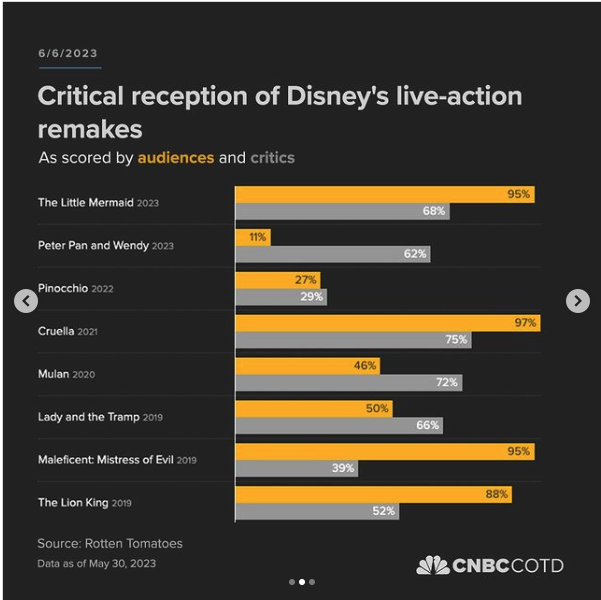 6/6/2023
Critical reception of Disney's live-action
remakes
As scored by audiences and critics
The Little Mermaid 2023
95%
68%
Peter Pan and Wendy 2023
11%
62%
Pinocchio 2022
27%
29%
Cruella 2021
97%
75%
Mulan 2020
46%
72%
Lady and the Tramp 2019
50%
66%
Maleficent: Mistress of Evil 2019
95%
39%
The Lion King 2019
88%
52%
Source: Rotten Tomatoes
Data as of May 30, 2023
CNBCCOTD